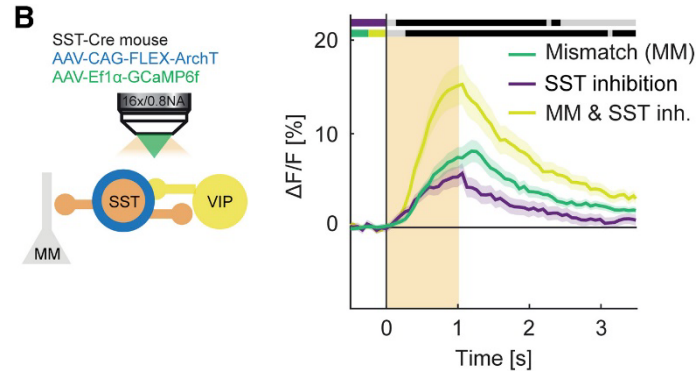 B
SST-Cre mouse
AAV-CAG-FLEX-ArchT
AAV-Ef1α-GCaMP6f
16x/0.8NA
SST
VIP
MM
20
10
0
ΔF/F [%]
Mismatch (MM)
SST inhibition
MM & SST inh.
0 1 2 3
Time [s]